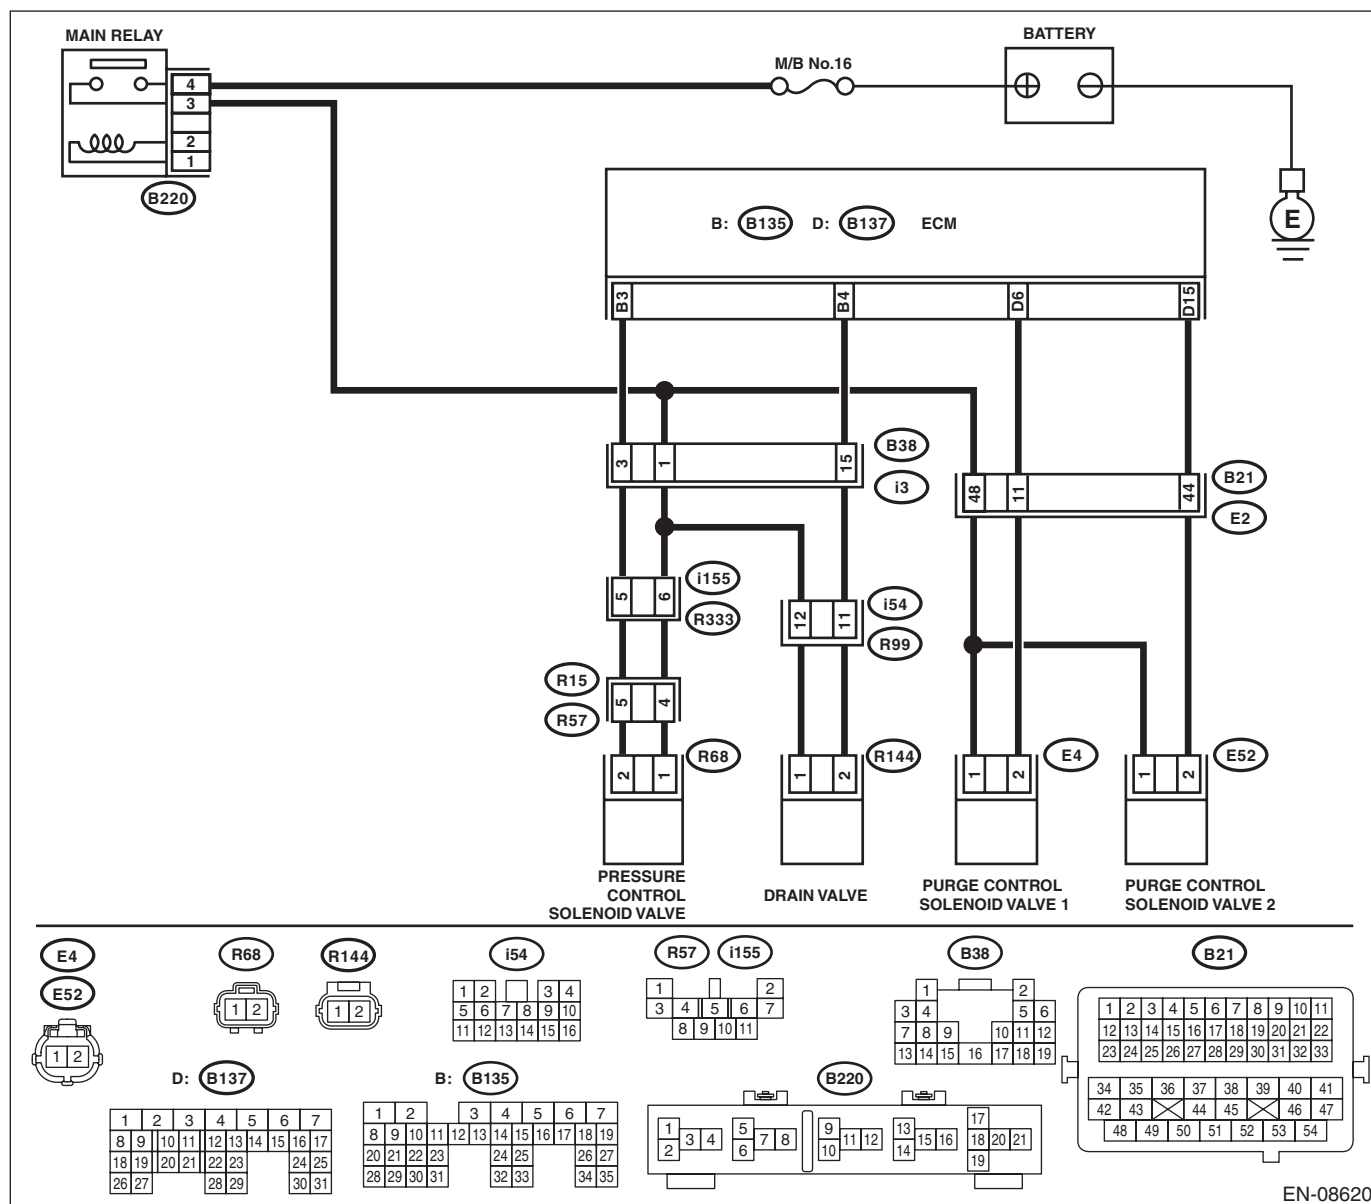 MAIN RELAY
BATTERY
M/B No.16
4
3
2
1
B220
E
B: B135 D: B137 ECM
B3 B4 D6 D15
3 1 15
B38
i3
48 11 44
B21
E2
5 6
i155
R333
12 11
i54
R99
R15
R57
5 4
2 1
R68
1 2
R144
1 2
E4
1 2
E52
PRESSURE
CONTROL
SOLENOID VALVE
DRAIN VALVE
PURGE CONTROL
SOLENOID VALVE 1
PURGE CONTROL
SOLENOID VALVE 2
E4
E52
1 2
R68
1 2
R144
1 2
i54
1 2 3 4
5 6 7 8 9 10
11 12 13 14 15 16
R57 i155
1 2
3 4 5 6 7
8 9 10 11
B38
1 2
3 4 5 6
7 8 9 10 11 12
13 14 15 16 17 18 19
B21
1 2 3 4 5 6 7 8 9 10 11
12 13 14 15 16 17 18 19 20 21 22
23 24 25 26 27 28 29 30 31 32 33
34 35 36 37 38 39 40 41
42 43 44 45 46 47
48 49 50 51 52 53 54
D: B137
1 2 3 4 5 6 7
8 9 10 11 12 13 14 15 16 17
18 19 20 21 22 23 24 25
26 27 28 29 30 31
B: B135
1 2 3 4 5 6 7
8 9 10 11 12 13 14 15 16 17 18 19
20 21 22 23 24 25 26 27
28 29 30 31 32 33 34 35
B220
1 2 3 4
5 6 7 8
9 10 11 12
13 14 15 16
17 18 19 20 21
EN-08620